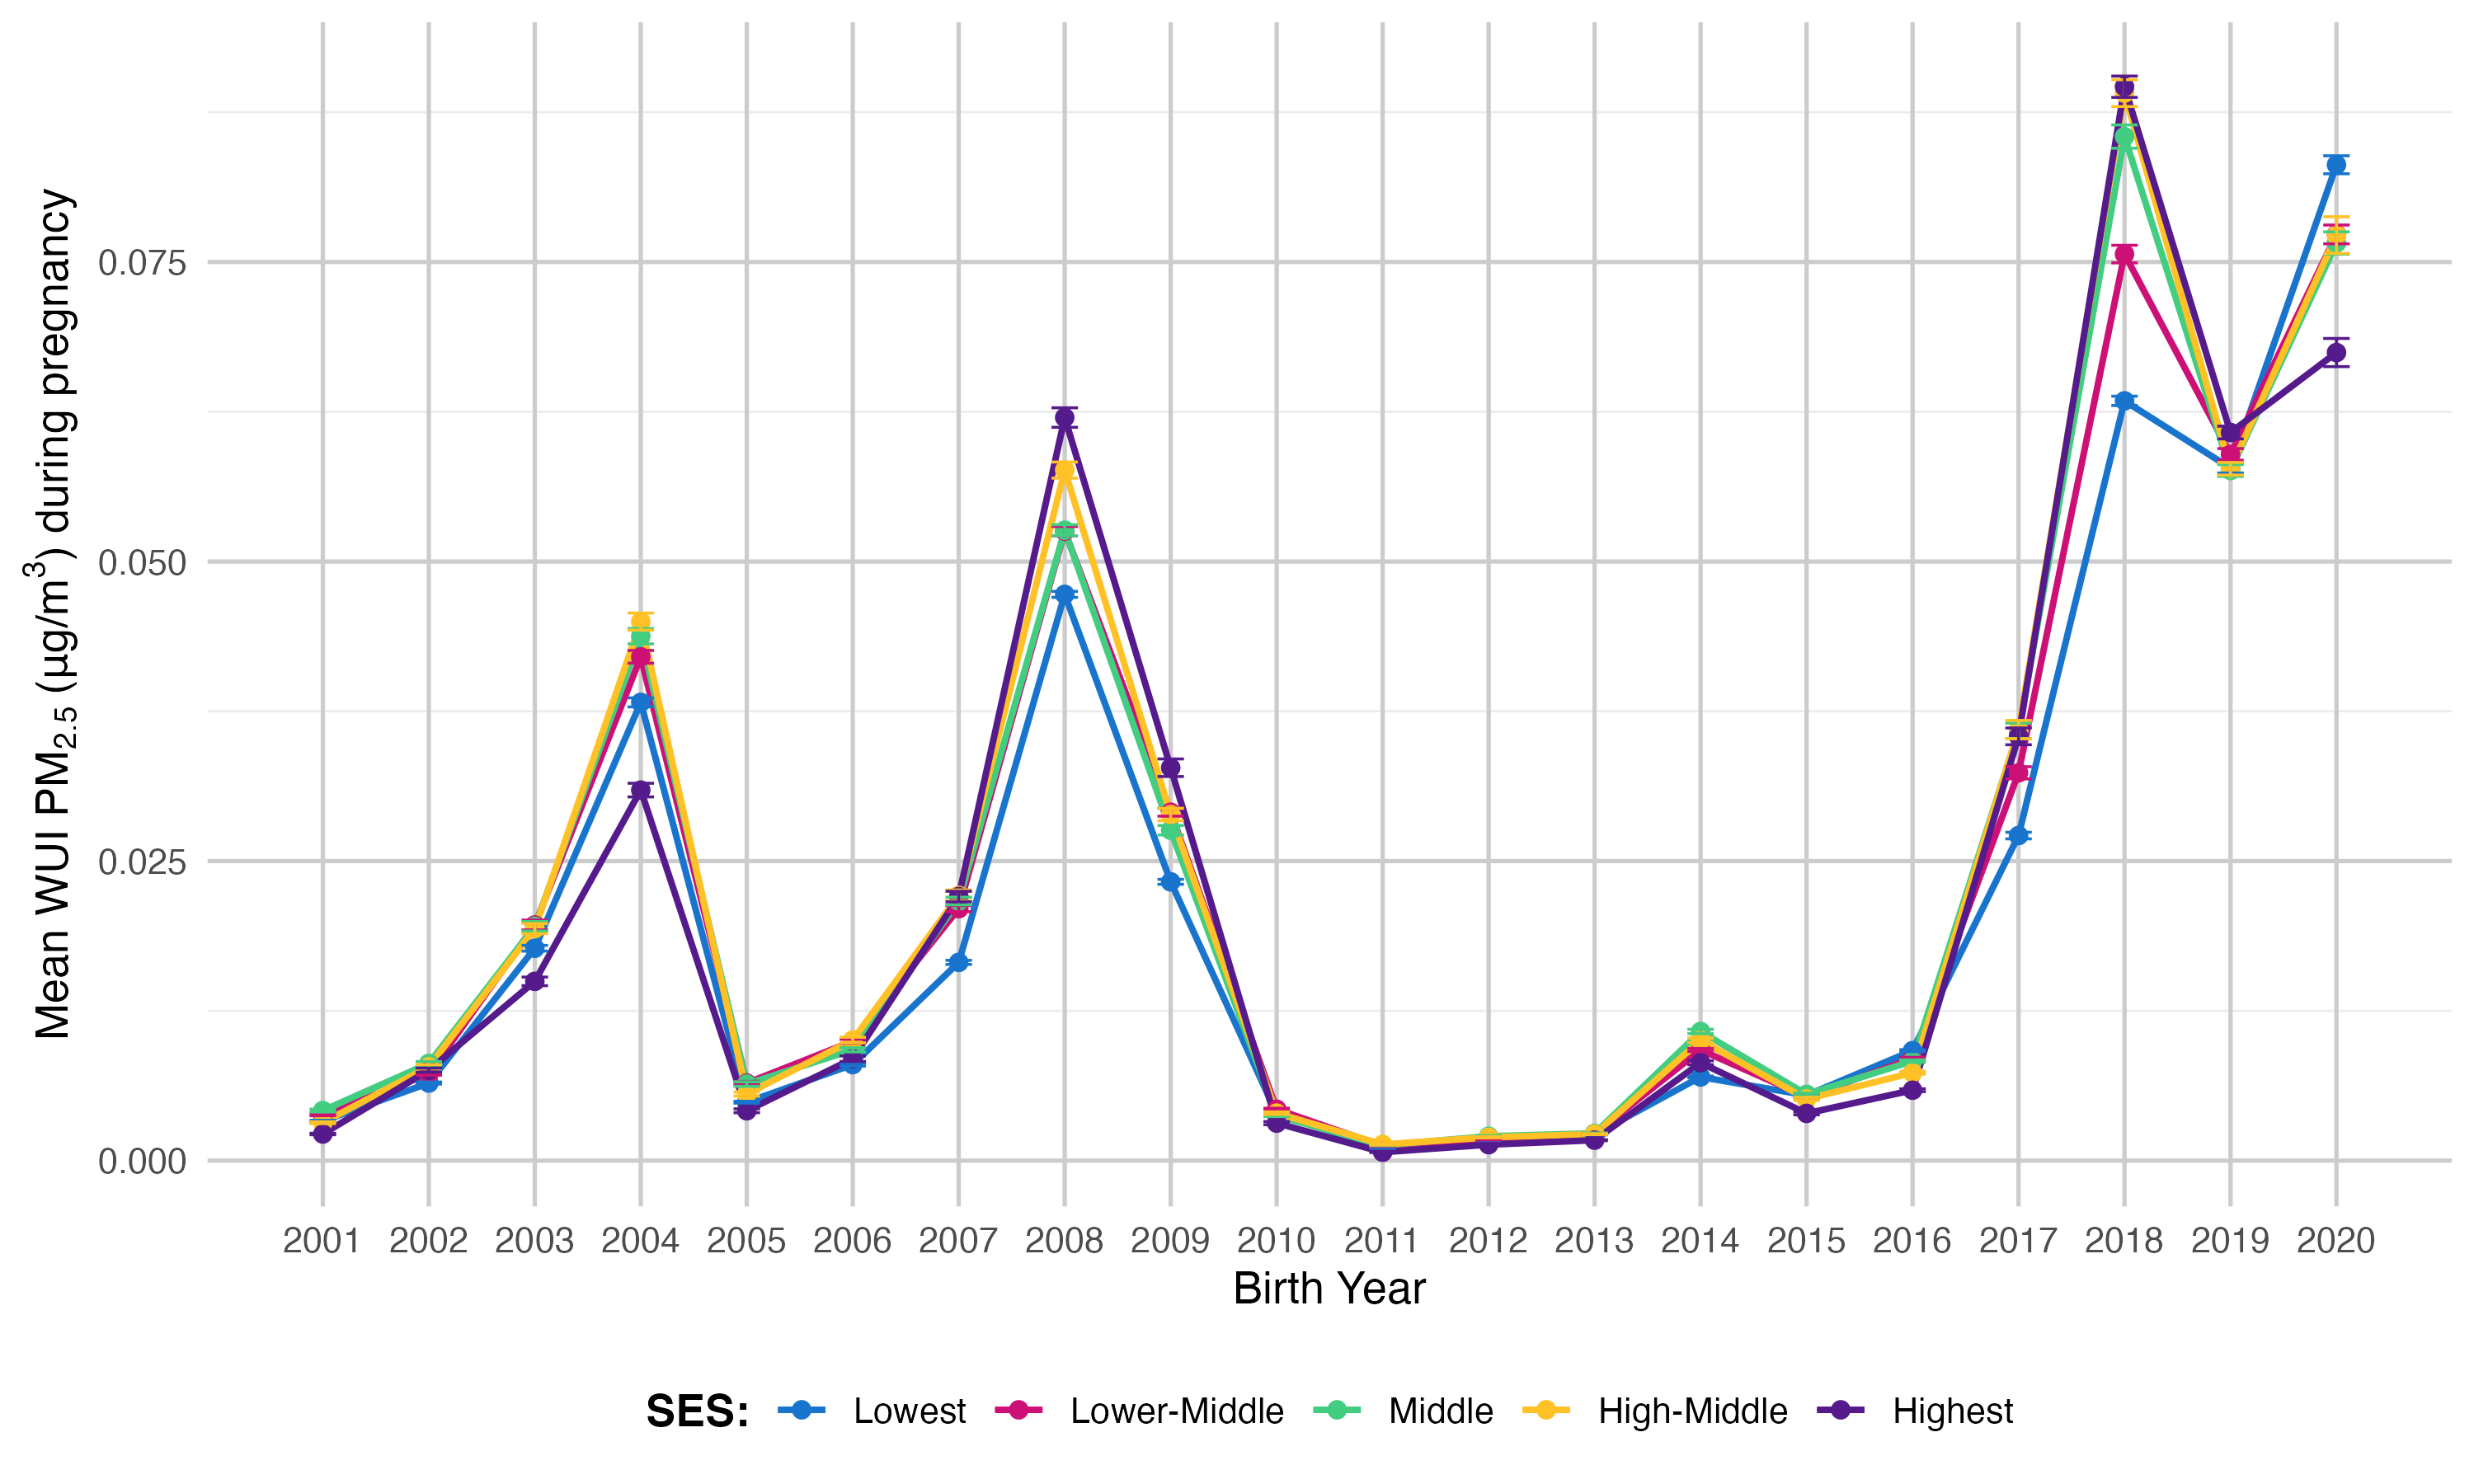 Mean WUI PM2.5 (µg/m3) during pregnancy
0.075
0.050
0.025
0.000
2001 2002 2003 2004 2005 2006 2007 2008 2009 2010 2011 2012 2013 2014 2015 2016 2017 2018 2019 2020
Birth Year
SES: Lowest Lower-Middle Middle High-Middle Highest